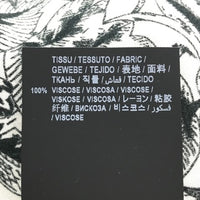 TISSU / TESSUTO / FABRIC /
GEWEBE / TEJIDO / 表地 / 面料 /
ТКАНЬ / 직물 / قماش / TECIDO
100% VISCOSE / VISCOSA / VISCOSE /
VISKOSE / VISCOSA / レーヨン / 粘胶
纤维 / ВИСКОЗА / 비스코스 / فسكوز
/ VISCOSE